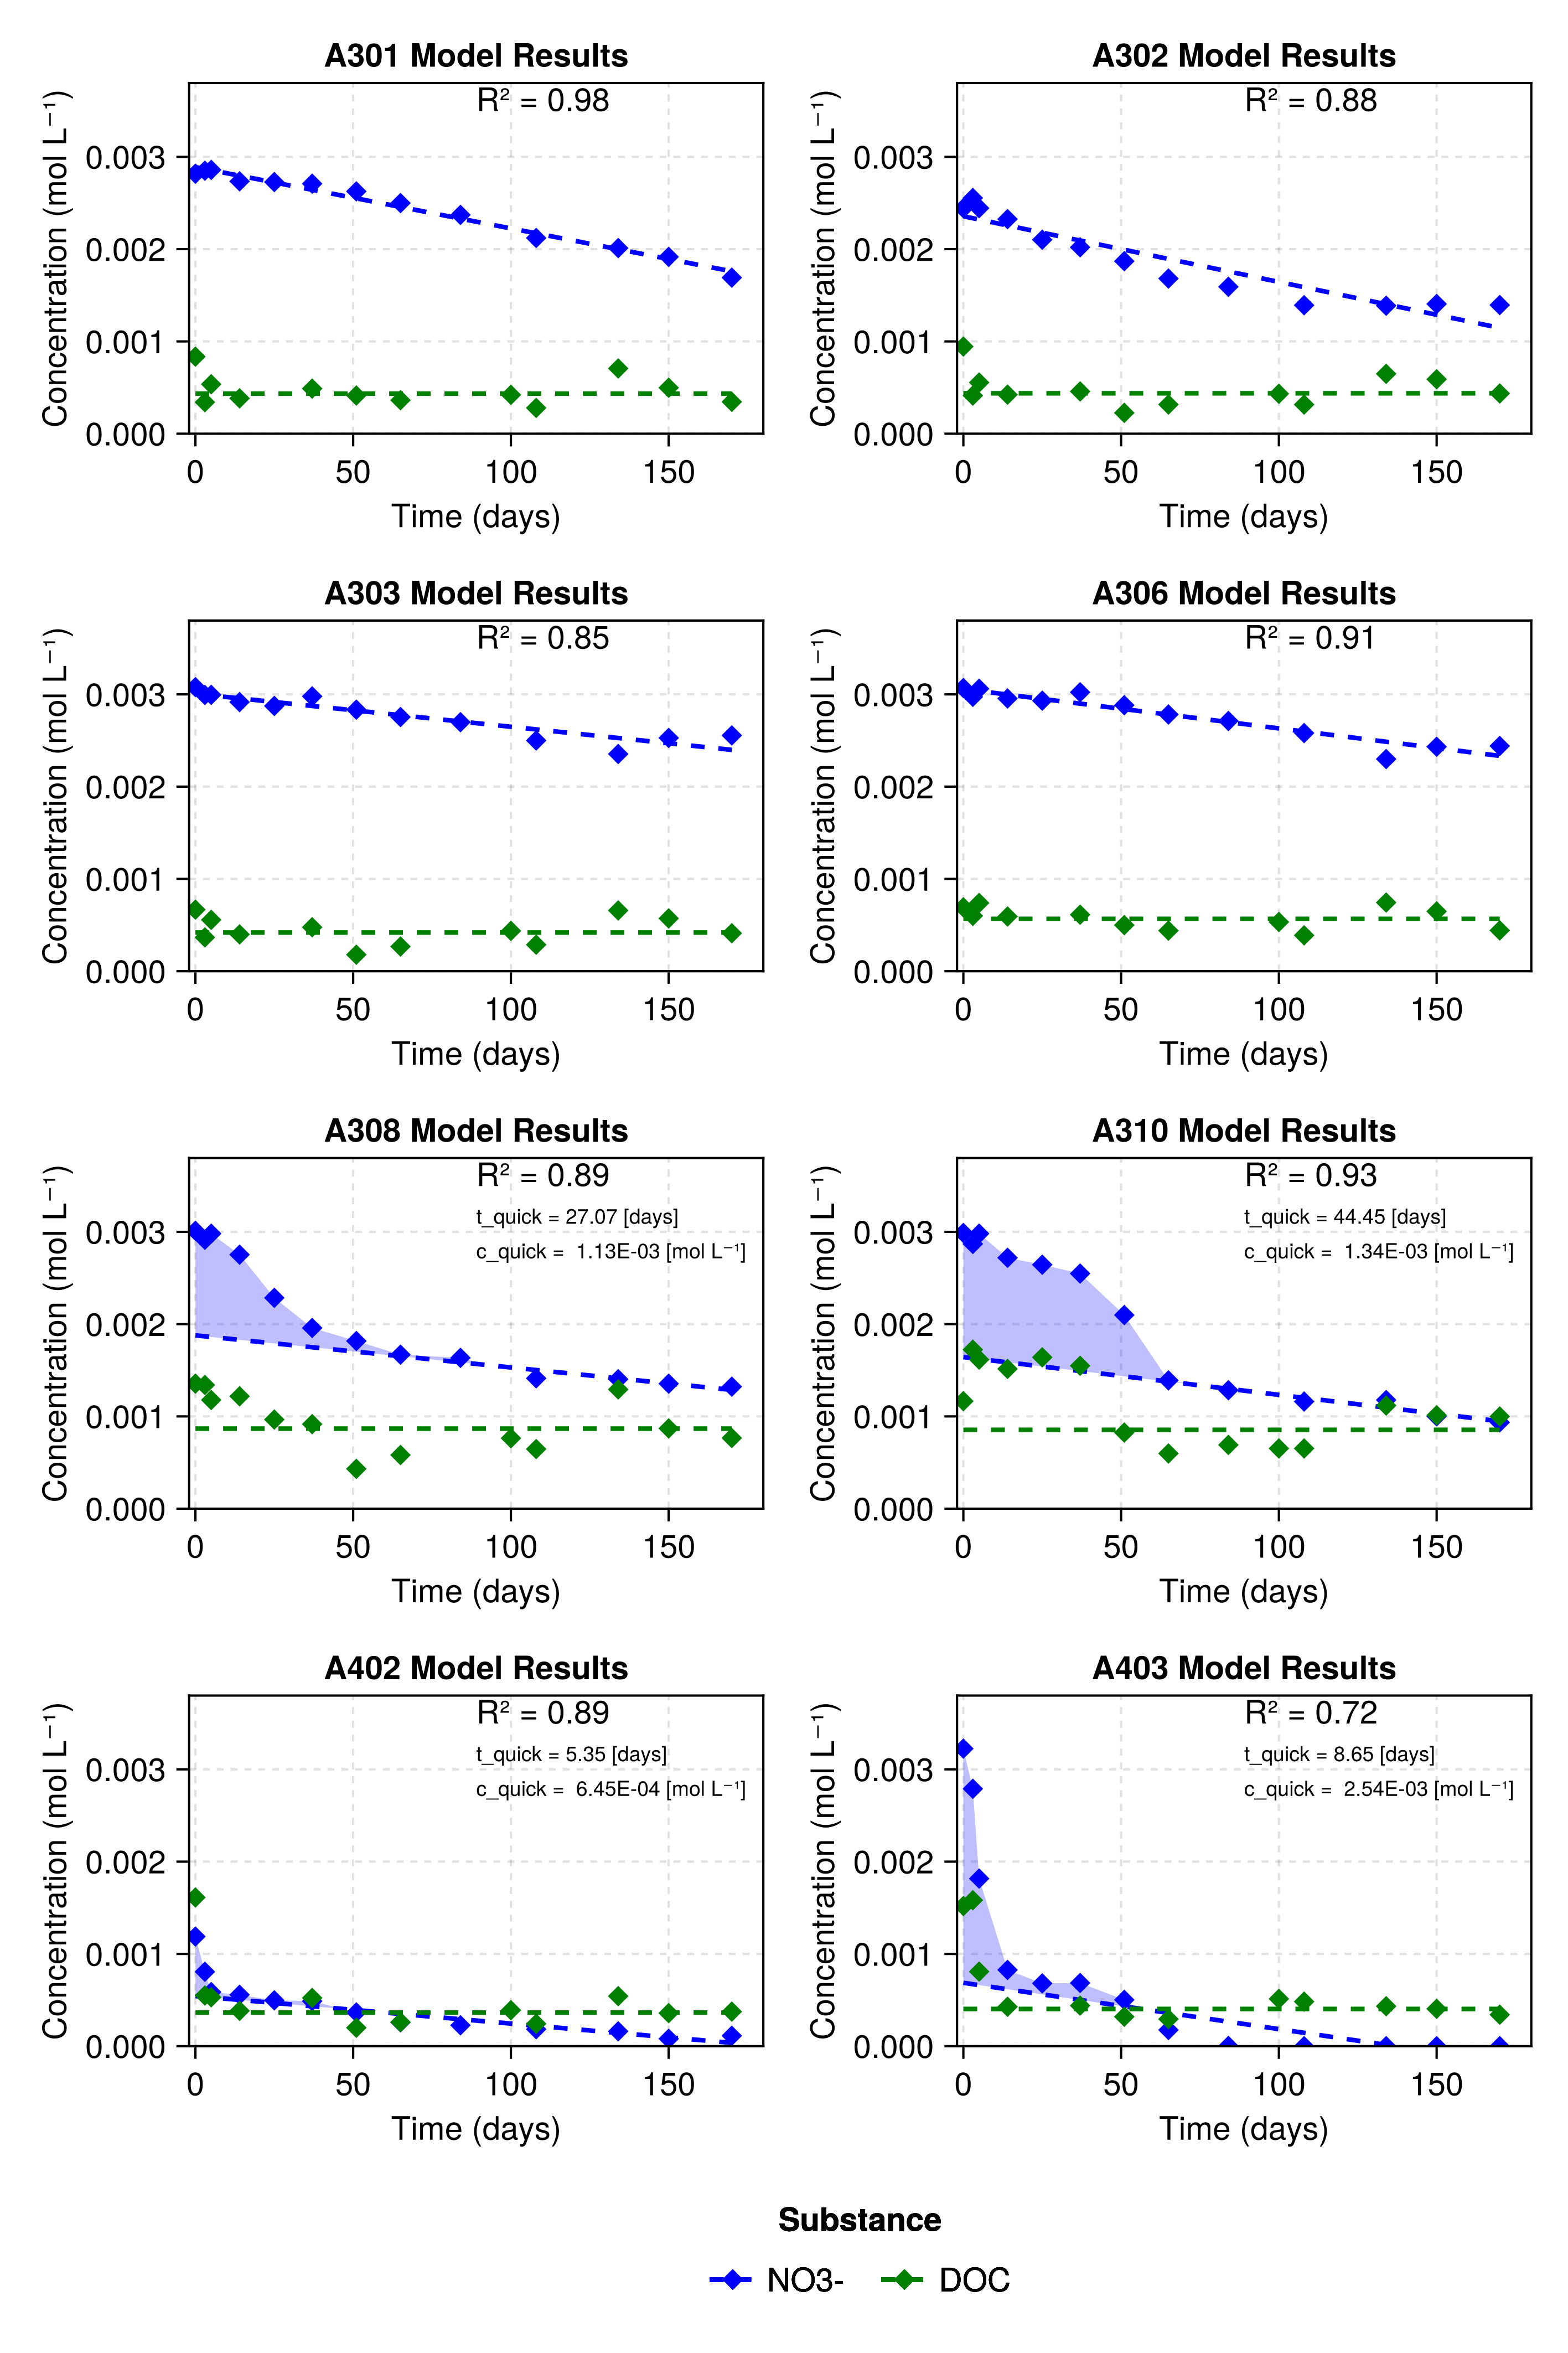 A301 Model Results
R² = 0.98
Concentration (mol L⁻¹)
0.003
0.002
0.001
0.000
0 50 100 150
Time (days)
A302 Model Results
R² = 0.88
Concentration (mol L⁻¹)
0.003
0.002
0.001
0.000
0 50 100 150
Time (days)
A303 Model Results
R² = 0.85
Concentration (mol L⁻¹)
0.003
0.002
0.001
0.000
0 50 100 150
Time (days)
A306 Model Results
R² = 0.91
Concentration (mol L⁻¹)
0.003
0.002
0.001
0.000
0 50 100 150
Time (days)
A308 Model Results
R² = 0.89
t_quick = 27.07 [days]
c_quick = 1.13E-03 [mol L⁻¹]
Concentration (mol L⁻¹)
0.003
0.002
0.001
0.000
0 50 100 150
Time (days)
A310 Model Results
R² = 0.93
t_quick = 44.45 [days]
c_quick = 1.34E-03 [mol L⁻¹]
Concentration (mol L⁻¹)
0.003
0.002
0.001
0.000
0 50 100 150
Time (days)
A402 Model Results
R² = 0.89
t_quick = 5.35 [days]
c_quick = 6.45E-04 [mol L⁻¹]
Concentration (mol L⁻¹)
0.003
0.002
0.001
0.000
0 50 100 150
Time (days)
A403 Model Results
R² = 0.72
t_quick = 8.65 [days]
c_quick = 2.54E-03 [mol L⁻¹]
Concentration (mol L⁻¹)
0.003
0.002
0.001
0.000
0 50 100 150
Time (days)
Substance
NO3- DOC